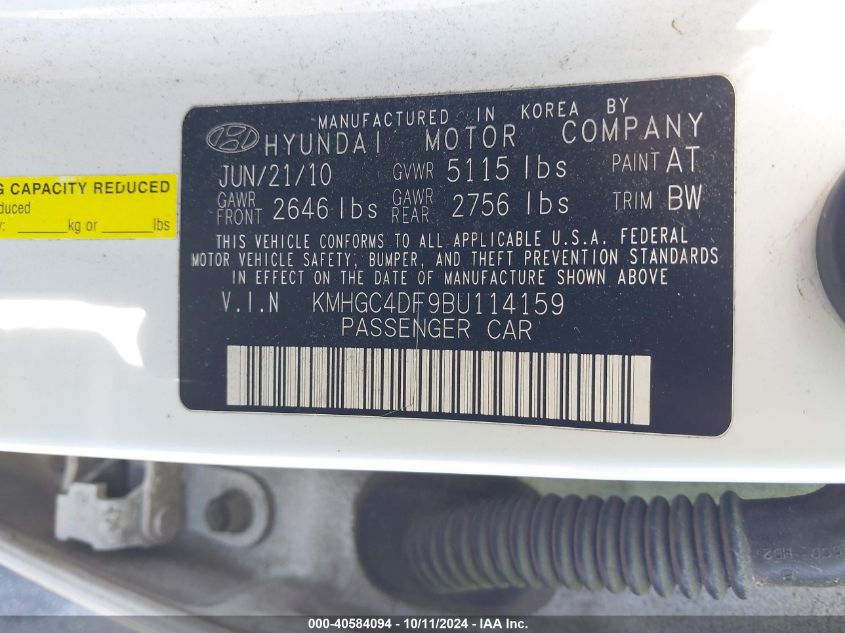 MANUFACTURED IN KOREA BY
HYUNDAI MOTOR COMPANY
JUN/21/10 GVWR 5115 lbs PAINT AT
GAWR FRONT 2646 lbs GAWR REAR 2756 lbs TRIM BW
THIS VEHICLE CONFORMS TO ALL APPLICABLE U.S.A. FEDERAL
MOTOR VEHICLE SAFETY, BUMPER, AND THEFT PREVENTION STANDARDS
IN EFFECT ON THE DATE OF MANUFACTURE SHOWN ABOVE
V.I.N KMHGC4DF9BU114159
PASSENGER CAR
G CAPACITY REDUCED
duced
y: ______kg or ______lbs
000-40584094 - 10/11/2024 - IAA Inc.